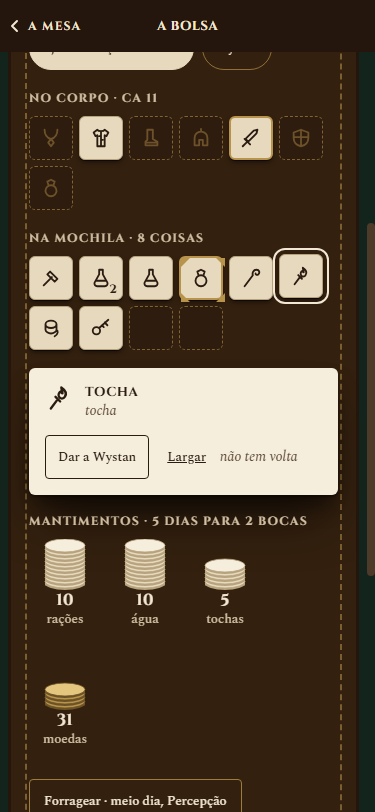 A MESA
A BOLSA
NO CORPO · CA 11
NA MOCHILA · 8 COISAS
2
TOCHA
tocha
Dar a Wystan
Largar
não tem volta
MANTIMENTOS · 5 DIAS PARA 2 BOCAS
10
rações
10
água
5
tochas
31
moedas
Forragear · meio dia, Percepção